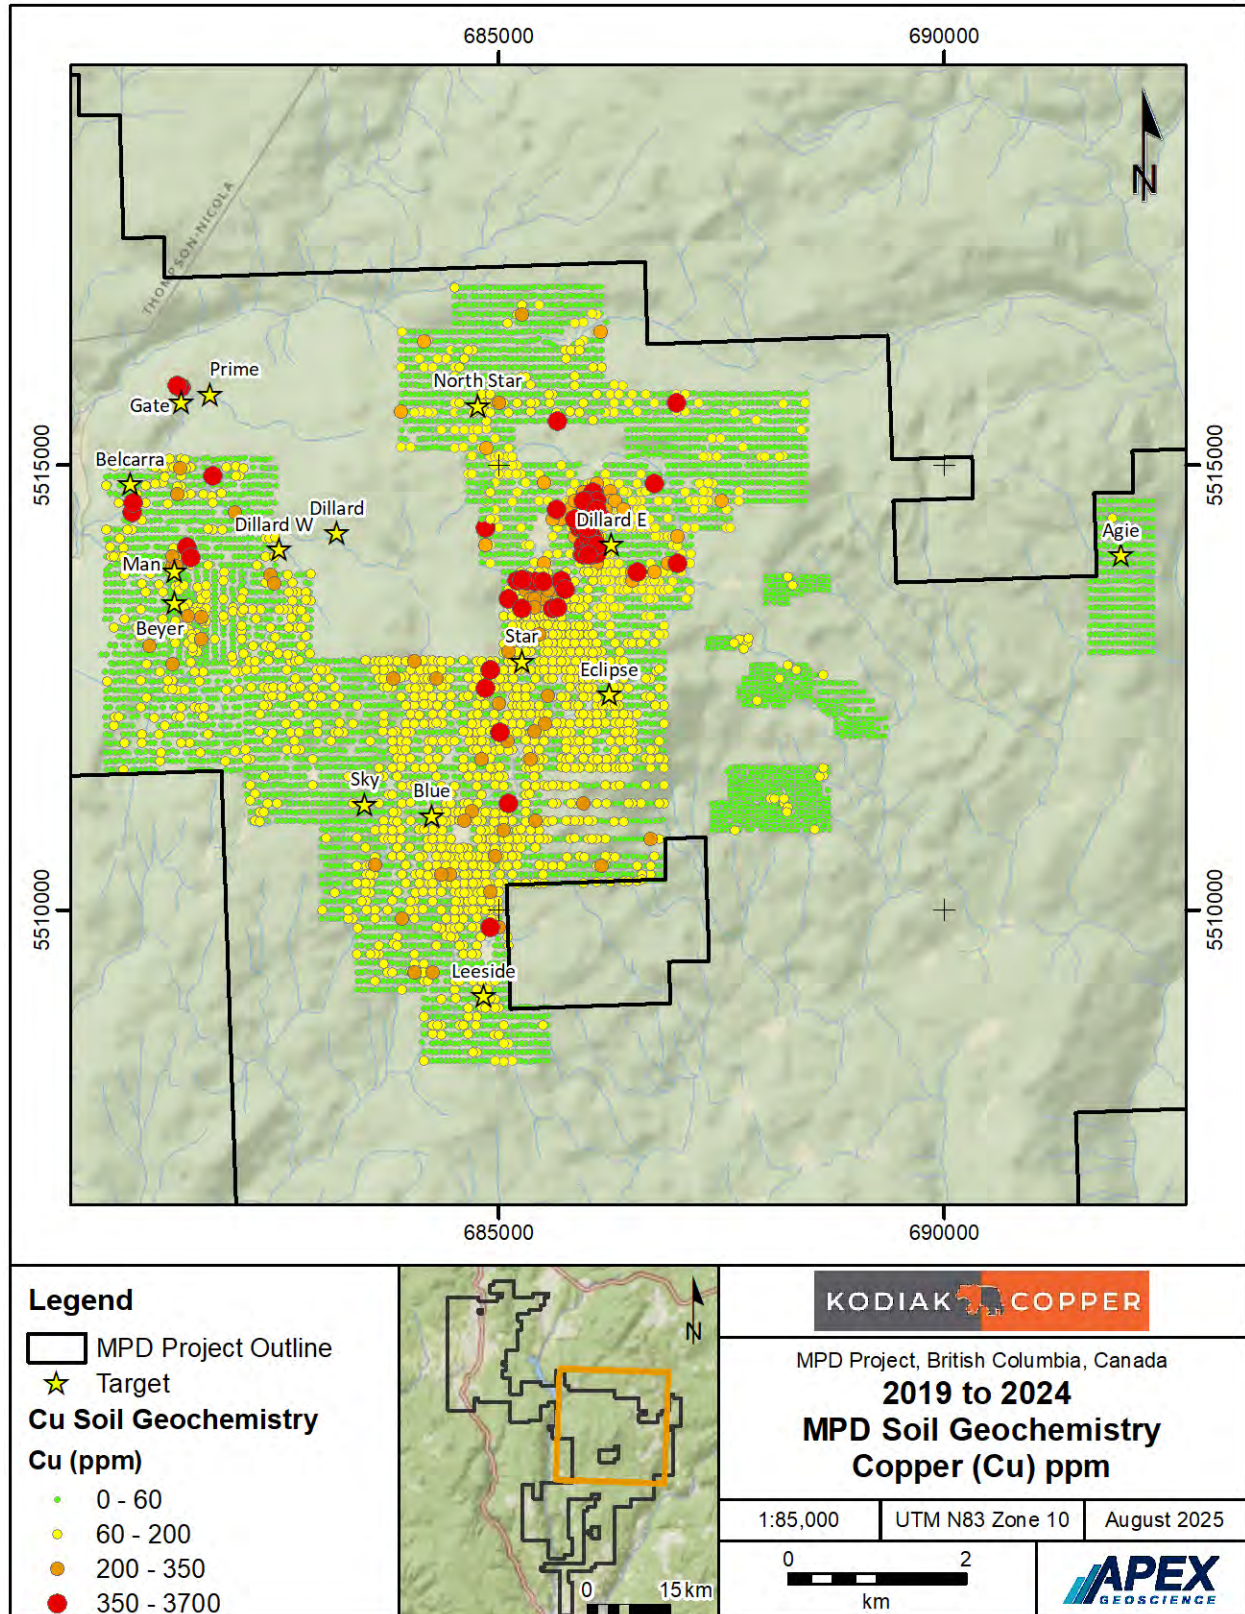 685000
690000
N
THOMPSON-NICOLA
5515000
5515000
Prime
Gate
North Star
Belcarra
Dillard
Dillard W
Dillard E
Agie
Man
Beyer
Star
Eclipse
Sky
Blue
Leeside
5510000
5510000
685000
690000
Legend
MPD Project Outline
Target
Cu Soil Geochemistry
Cu (ppm)
0 - 60
60 - 200
200 - 350
350 - 3700
N
0 15 km
KODIAK COPPER
MPD Project, British Columbia, Canada
2019 to 2024
MPD Soil Geochemistry
Copper (Cu) ppm
1:85,000 UTM N83 Zone 10 August 2025
0 2
km
APEX
GEOSCIENCE